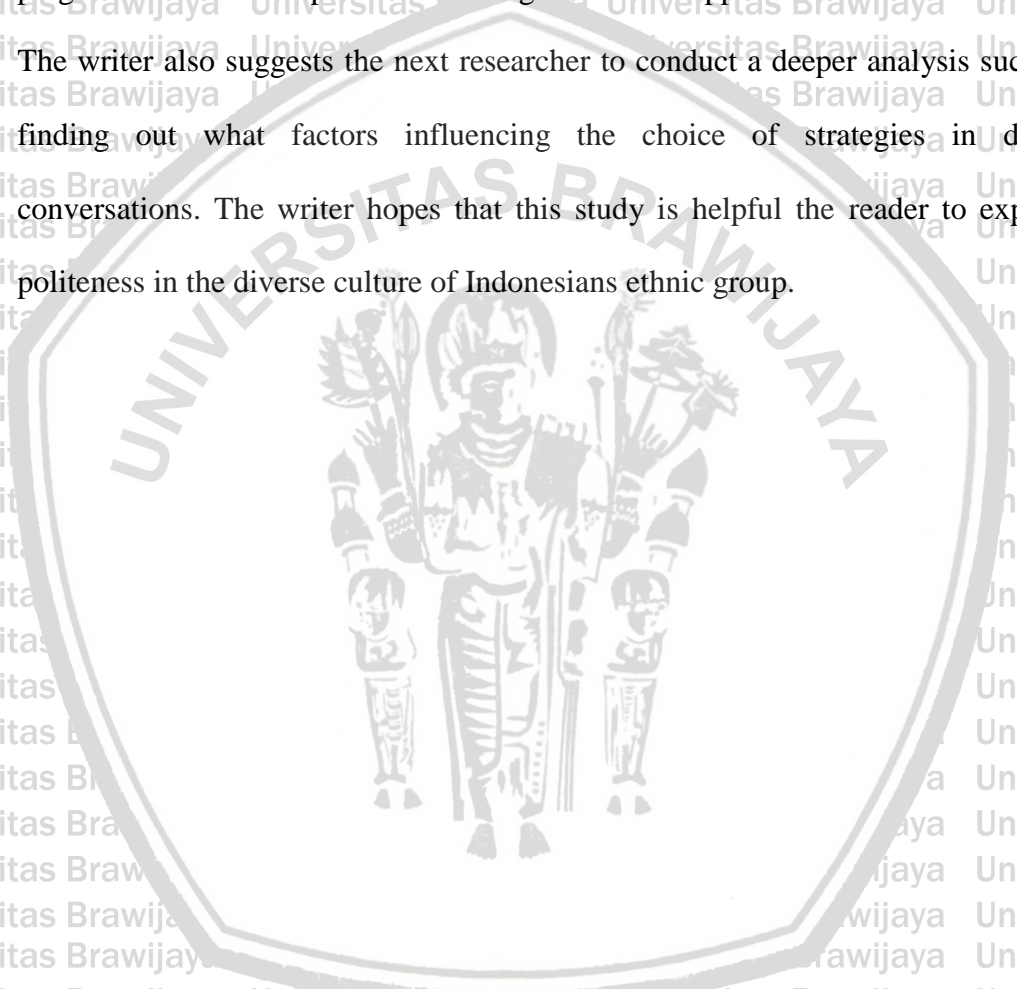 The writer also suggests the next researcher to conduct a deeper analysis
finding out what factors influencing the choice of strategies in
conversations. The writer hopes that this study is helpful the reader to
politeness in the diverse culture of Indonesians ethnic group.
UNIVERSITAS BRAWIJAYA